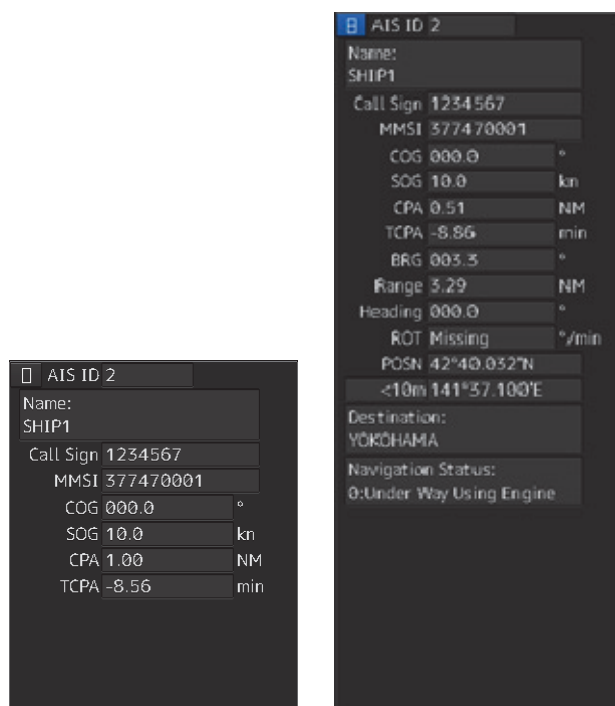 AIS ID 2
Name:
SHIP1
Call Sign 1234567
MMSI 377470001
COG 000.0 °
SOG 10.0 kn
CPA 1.00 NM
TCPA -8.56 min
AIS ID 2
Name:
SHIP1
Call Sign 1234567
MMSI 377470001
COG 000.0 °
SOG 10.0 kn
CPA 0.51 NM
TCPA -8.86 min
BRG 003.3 °
Range 3.29 NM
Heading 000.0 °
ROT Missing °/min
POSN 42°40.032'N
<10m 141°37.100'E
Destination:
YOKOHAMA
Navigation Status:
0:Under Way Using Engine